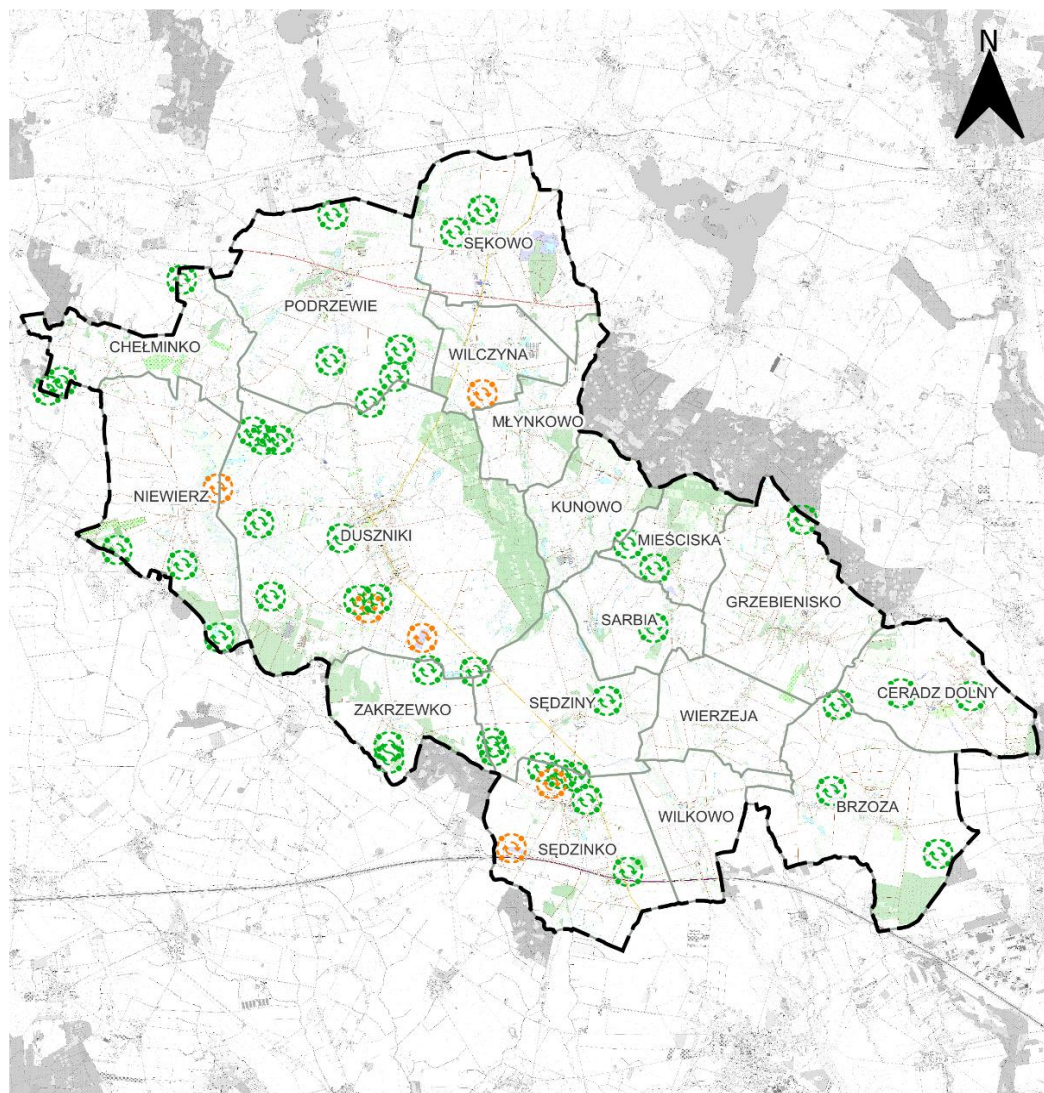 N
SĘKOWO
PODRZEWIE
CHEŁMINKO
WILCZYNA
MŁYNKOWO
NIEWIERZ
KUNOWO
DUSZNIKI
MIEŚCISKA
GRZEBIENISKO
SARBIA
CERADZ DOLNY
SĘDZINY
ZAKRZEWKO
WIERZEJA
BRZOZA
WILKOWO
SĘDZINKO